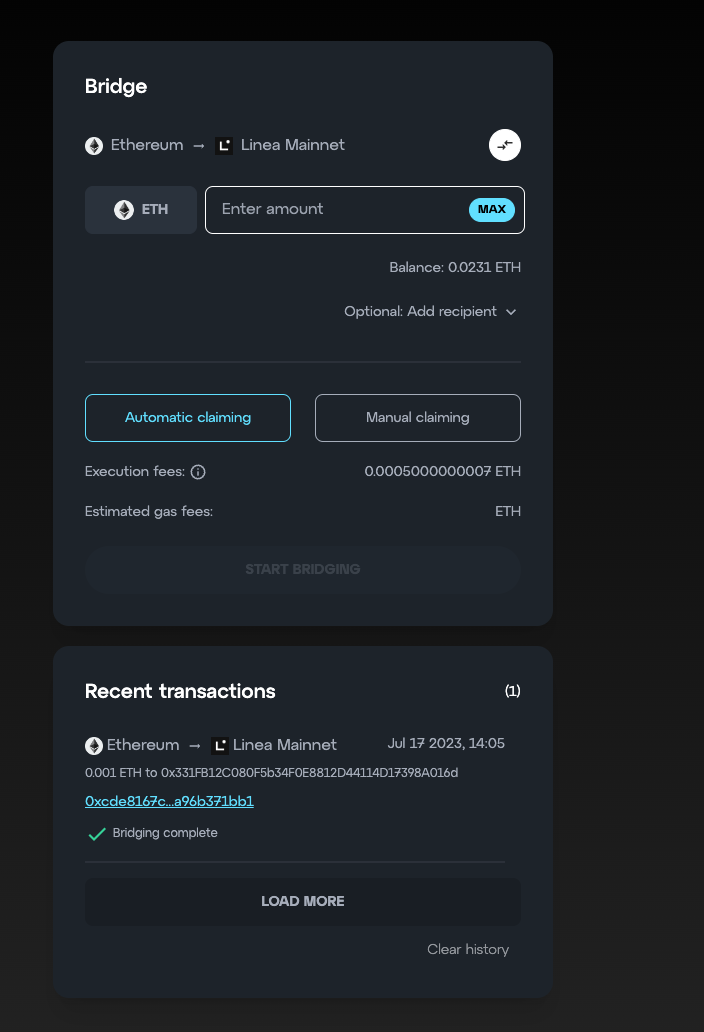 Bridge
Ethereum → Linea Mainnet
ETH Enter amount MAX
Balance: 0.0231 ETH
Optional: Add recipient
Automatic claiming Manual claiming
Execution fees: 0.0005000000007 ETH
Estimated gas fees: ETH
START BRIDGING
Recent transactions (1)
Ethereum → Linea Mainnet Jul 17 2023, 14:05
0.001 ETH to 0x331FB12C080F5b34F0E8812D44114D17398A016d
0xcde8167c...a96b371bb1
Bridging complete
LOAD MORE
Clear history